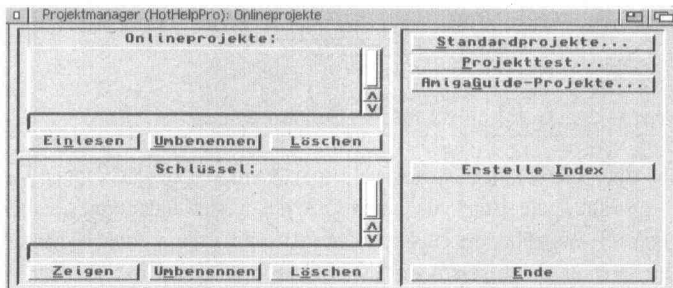 Projektmanager (HotHelpPro): Onlineprojekte
Onlineprojekte:
Einlesen Umbenennen Löschen
Schlüssel:
Zeigen Umbenennen Löschen
Standardprojekte...
Projekttest...
AmigaGuide-Projekte...
Erstelle Index
Ende